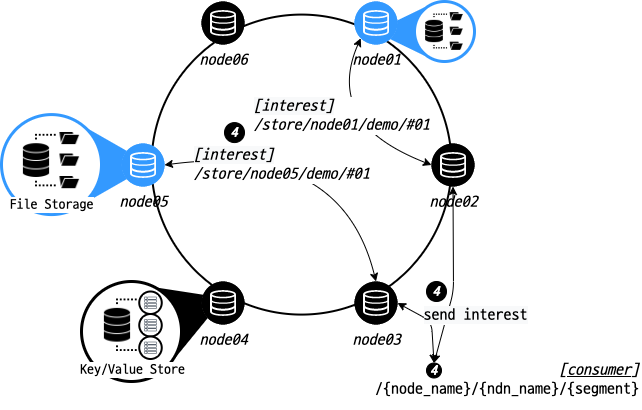 node06
node01
[interest]
/store/node01/demo/#01
4
[interest]
/store/node05/demo/#01
node05
File Storage
node02
4
send interest
node04
node03
Key/Value Store
4
[consumer]
/{node_name}/{ndn_name}/{segment}